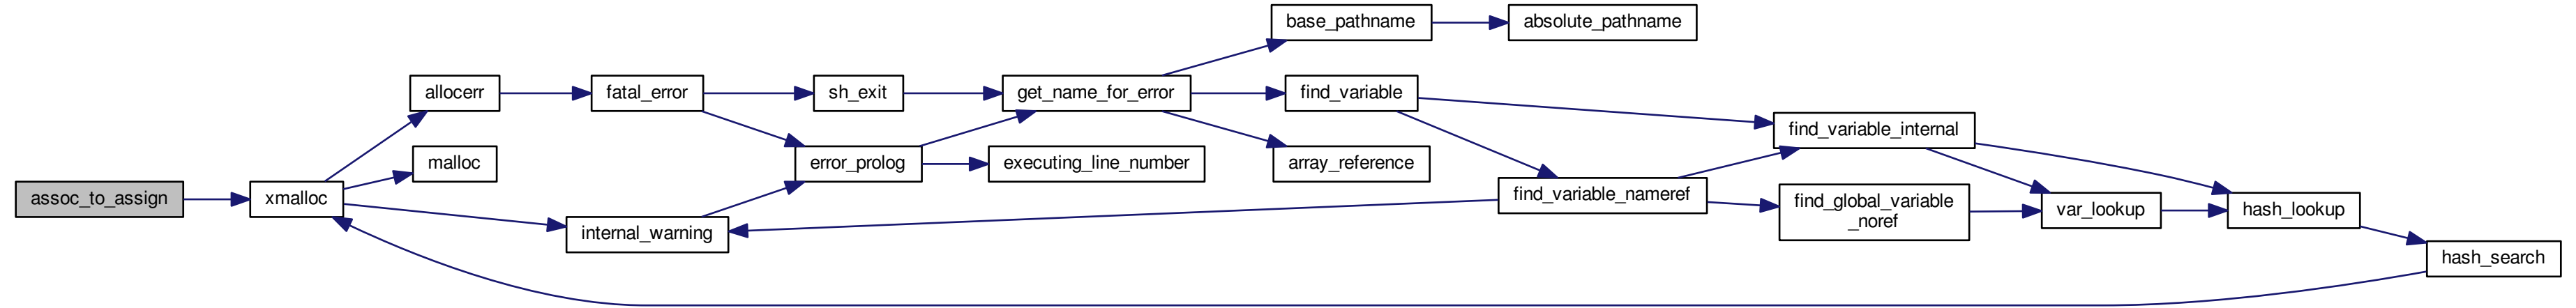 base_pathname
absolute_pathname
allocerr
fatal_error
sh_exit
get_name_for_error
find_variable
find_variable_internal
malloc
error_prolog
executing_line_number
array_reference
assoc_to_assign
xmalloc
find_variable_nameref
find_global_variable
_noref
var_lookup
hash_lookup
internal_warning
hash_search